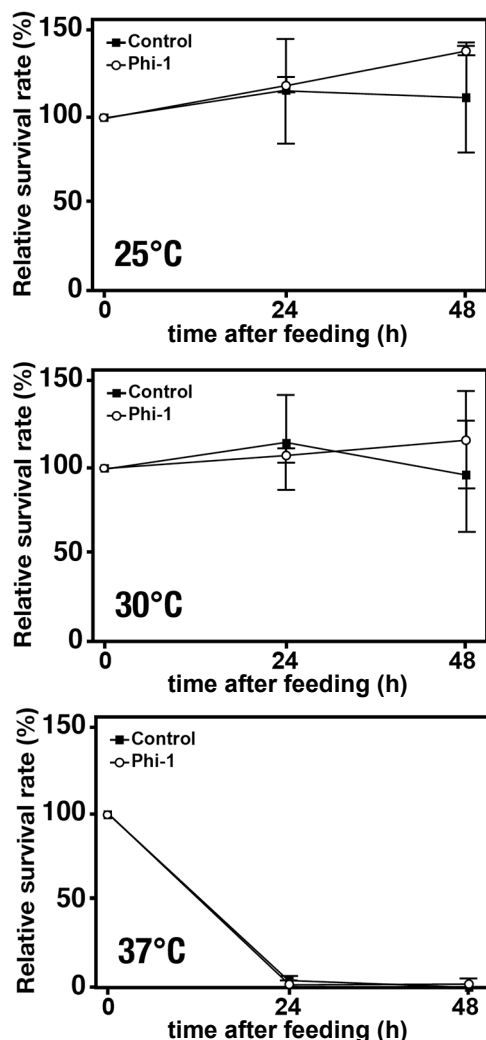 Relative survival rate (%)
150
100
50
0
Control
Phi-1
25°C
0 24 48
time after feeding (h)
Relative survival rate (%)
150
100
50
0
Control
Phi-1
30°C
0 24 48
time after feeding (h)
Relative survival rate (%)
150
100
50
0
Control
Phi-1
37°C
0 24 48
time after feeding (h)